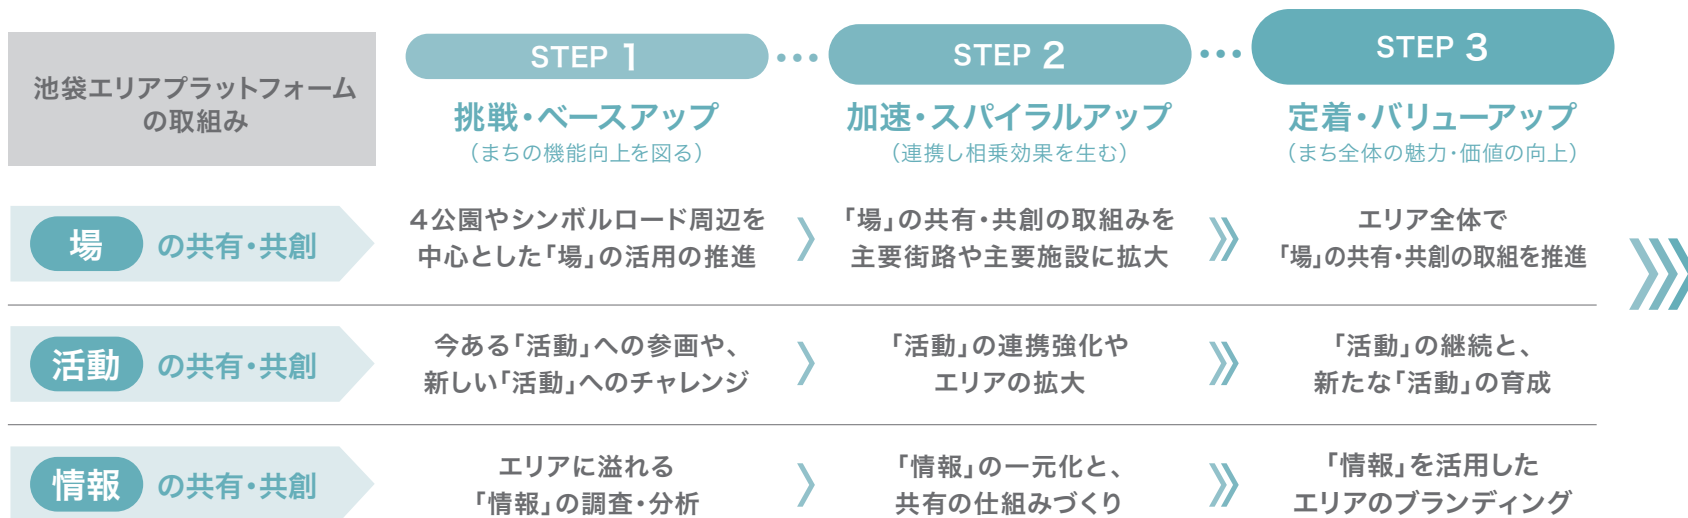 池袋エリアプラットフォーム
の取組み
STEP 1
STEP 2
STEP 3
挑戦・ベースアップ
（まちの機能向上を図る）
加速・スパイラルアップ
（連携し相乗効果を生む）
定着・バリューアップ
（まち全体の魅力・価値の向上）
場 の共有・共創
4公園やシンボルロード周辺を
中心とした「場」の活用の推進
「場」の共有・共創の取組みを
主要街路や主要施設に拡大
エリア全体で
「場」の共有・共創の取組を推進
活動 の共有・共創
今ある「活動」への参画や、
新しい「活動」へのチャレンジ
「活動」の連携強化や
エリアの拡大
「活動」の継続と、
新たな「活動」の育成
情報 の共有・共創
エリアに溢れる
「情報」の調査・分析
「情報」の一元化と、
共有の仕組みづくり
「情報」を活用した
エリアのブランディング